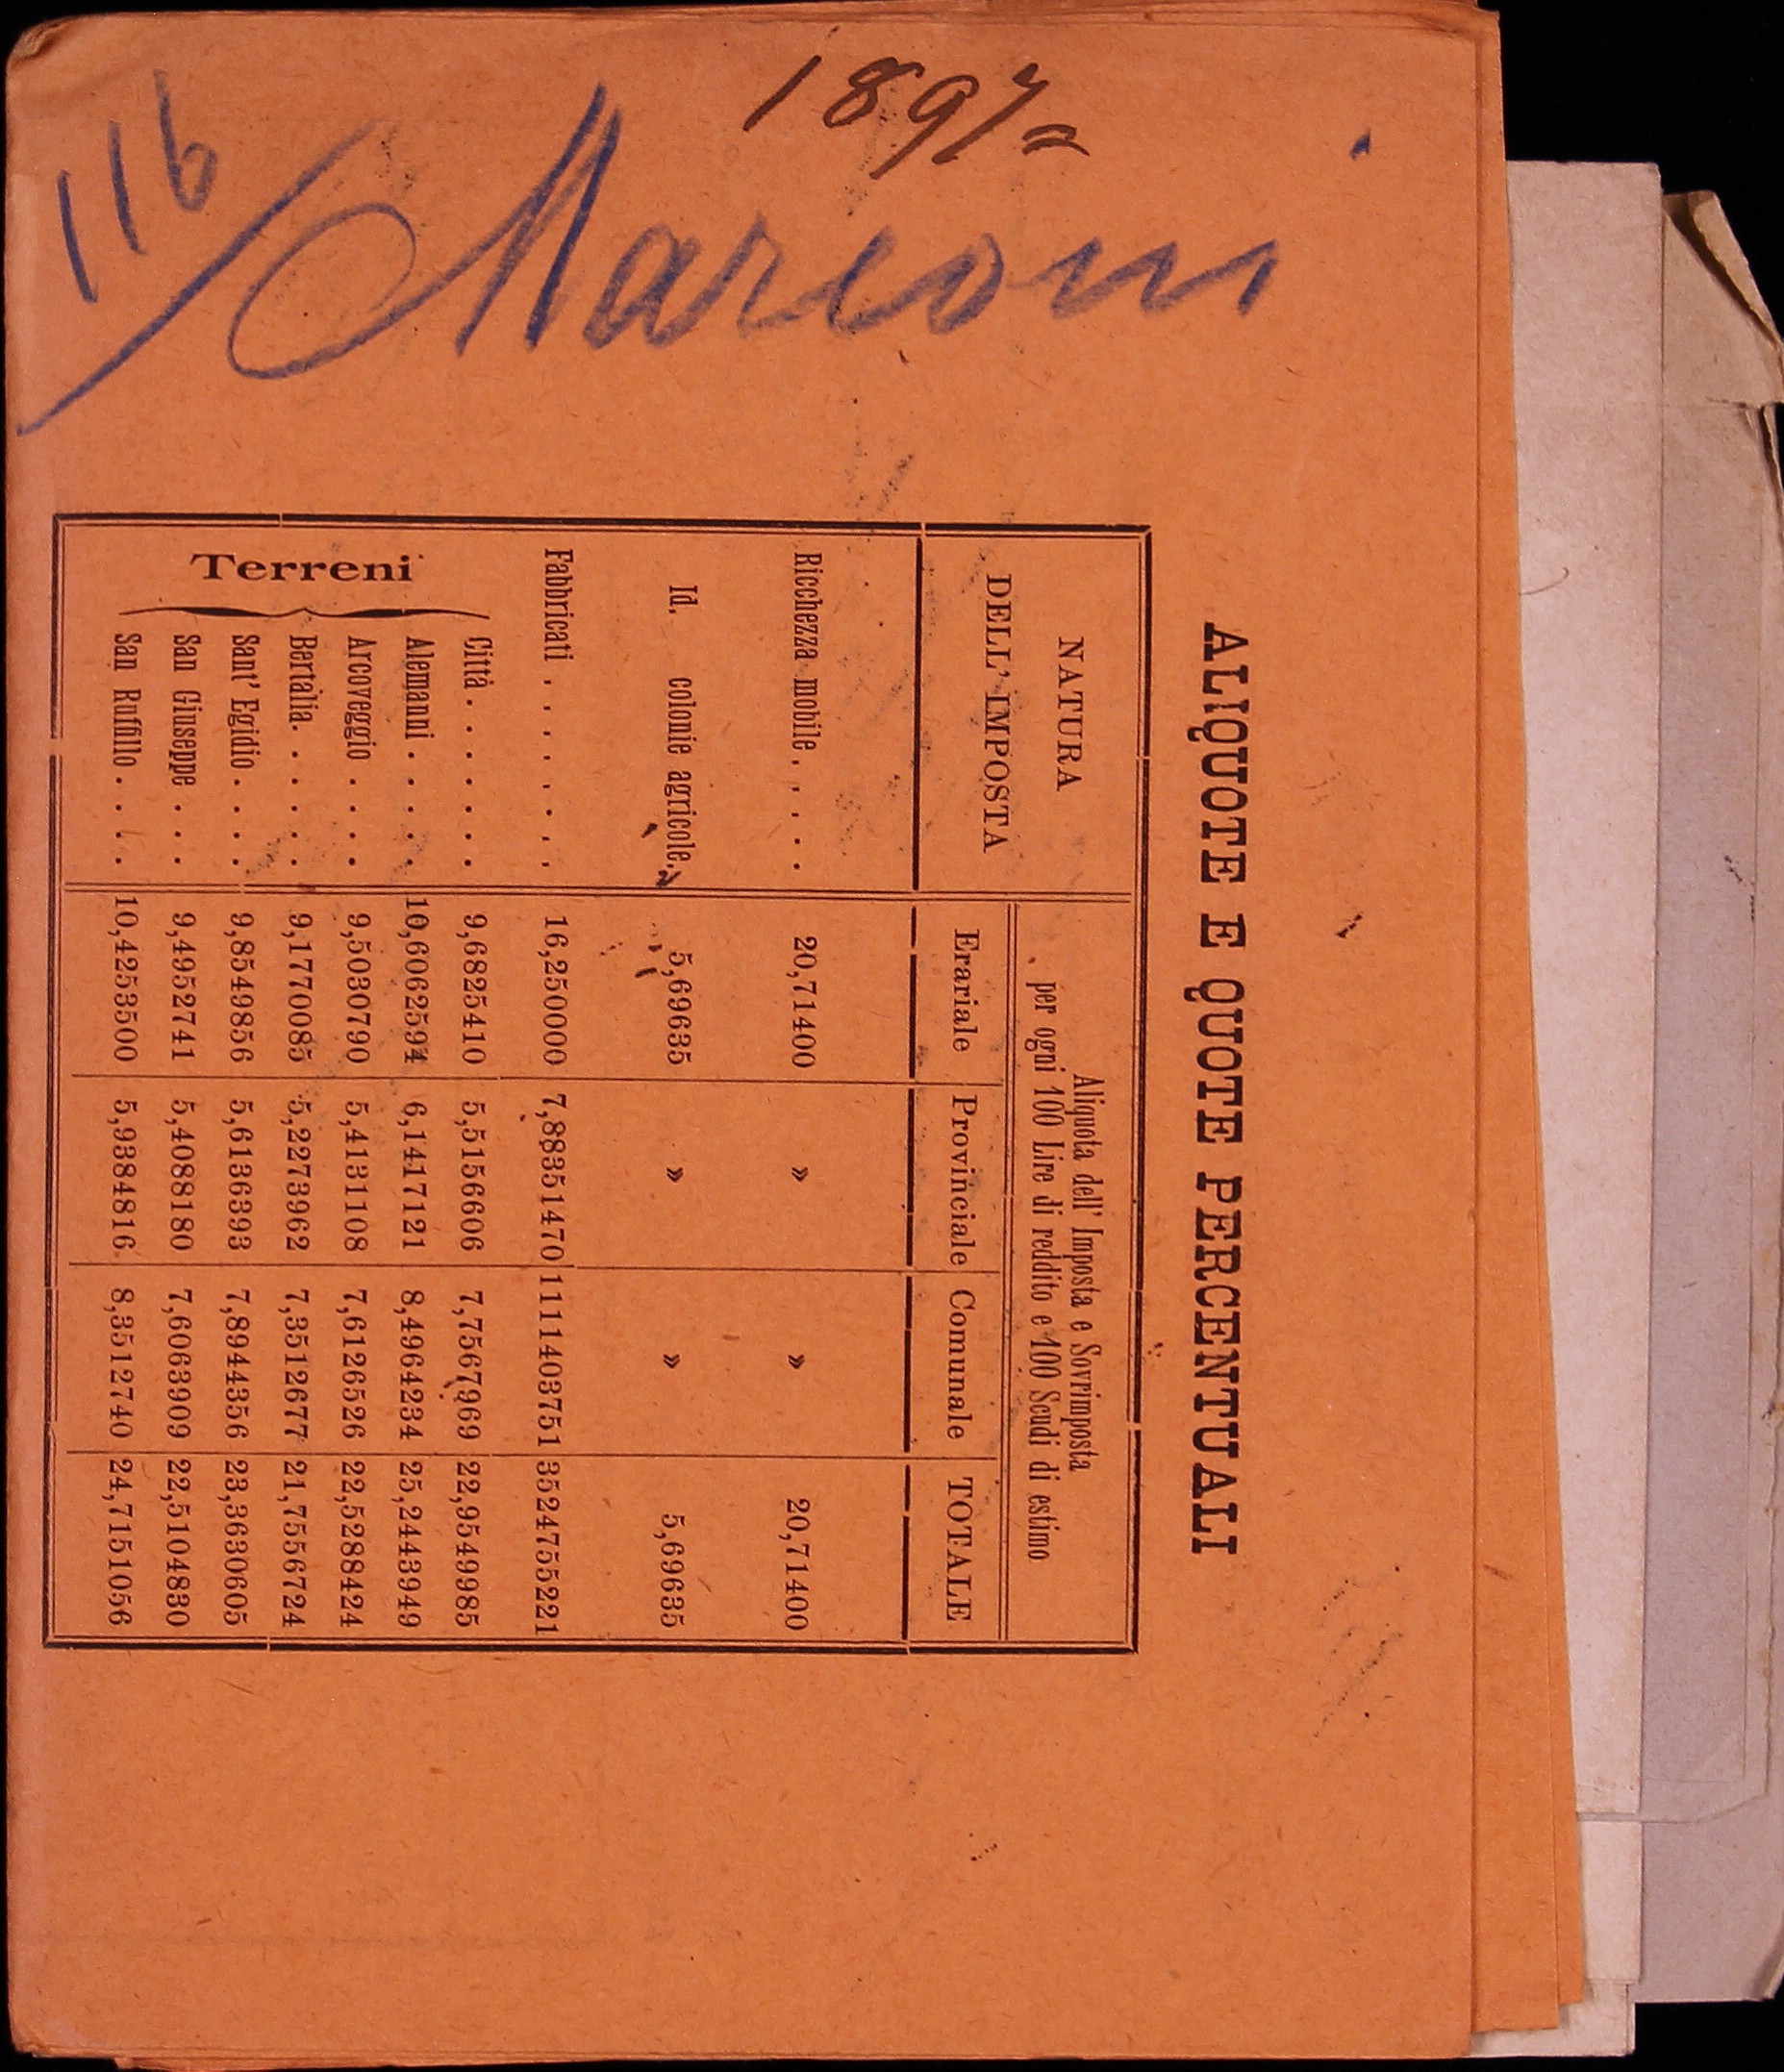 1897
116
Marconi
ALIQUOTE E QUOTE PERCENTUALI
NATURA
DELL' IMPOSTA
Aliquota dell' Imposta e Sovrimposta
per ogni 100 Lire di reddito e 100 Scudi di estimo
Erariale Provinciale Comunale TOTALE
Ricchezza mobile . . . . 20,71400 » » 20,71400
Id. colonie agricole. 5,69635 » » 5,69635
Fabbricati . . . . . . . . 16,250000 7,88351470 1111403751 3524755221
Terreni
Città . . . . . . . 9,6825410 5,5156606 7,7567969 22,9549985
Alemanni . . . . . 10,6062594 6,1417121 8,4964234 25,2443949
Arcoveggio . . . . 9,5030790 5,4131108 7,6126526 22,5288424
Bertalia. . . . . . 9,1770085 5,2273962 7,3512677 21,7556724
Sant' Egidio. . . . . 9,8549856 5,6136393 7,8944356 23,3630605
San Giuseppe . . . 9,4952741 5,4088180 7,6063909 22,5104830
San Ruffillo . . . . 10,4253500 5,9384816 8,3512740 24,7151056